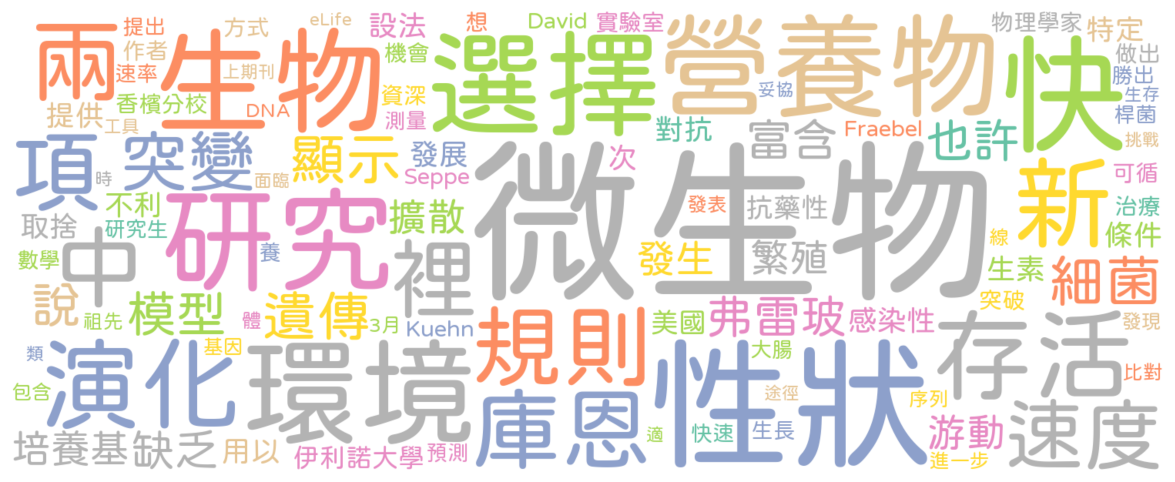 兩
提出
作者
速率
生物
方式
eLife
上期刊
設法
機會
想
選擇
David
實驗室
營養物
妥協
物理學家
特定
做出
勝出
生存
桿菌
挑戰
快
提供
香檳分校
工具
DNA
資深
測量
對抗
富含
Fraebel
也許
項
時
突變
面臨
顯示
發展
Seppe
次
微生物
發表
抗藥性
新
可循
治療
條件
線
不利
研究生
取捨
研究
養
擴散
發生
繁殖
生素
突破
細菌
數學
中
說
祖先
模型
體
遺傳
3月
裡
Kuehn
規則
美國
弗雷玻
感染性
大腸
存活
發現
比對
類
包含
演化
基因
環境
庫恩
性狀
途徑
序列
適
快速
生長
游動
進一步
速度
培養基
缺乏
用以
伊利諾大學
預測